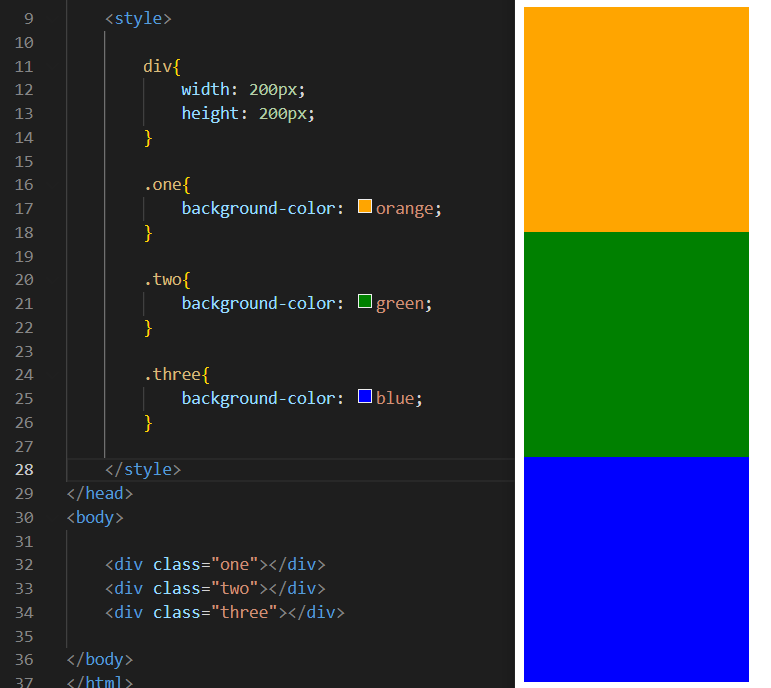 9 <style>
10
11 div{
12 width: 200px;
13 height: 200px;
14 }
15
16 .one{
17 background-color: orange;
18 }
19
20 .two{
21 background-color: green;
22 }
23
24 .three{
25 background-color: blue;
26 }
27
28 </style>
29 </head>
30 <body>
31
32 <div class="one"></div>
33 <div class="two"></div>
34 <div class="three"></div>
35
36 </body>
37 </html>